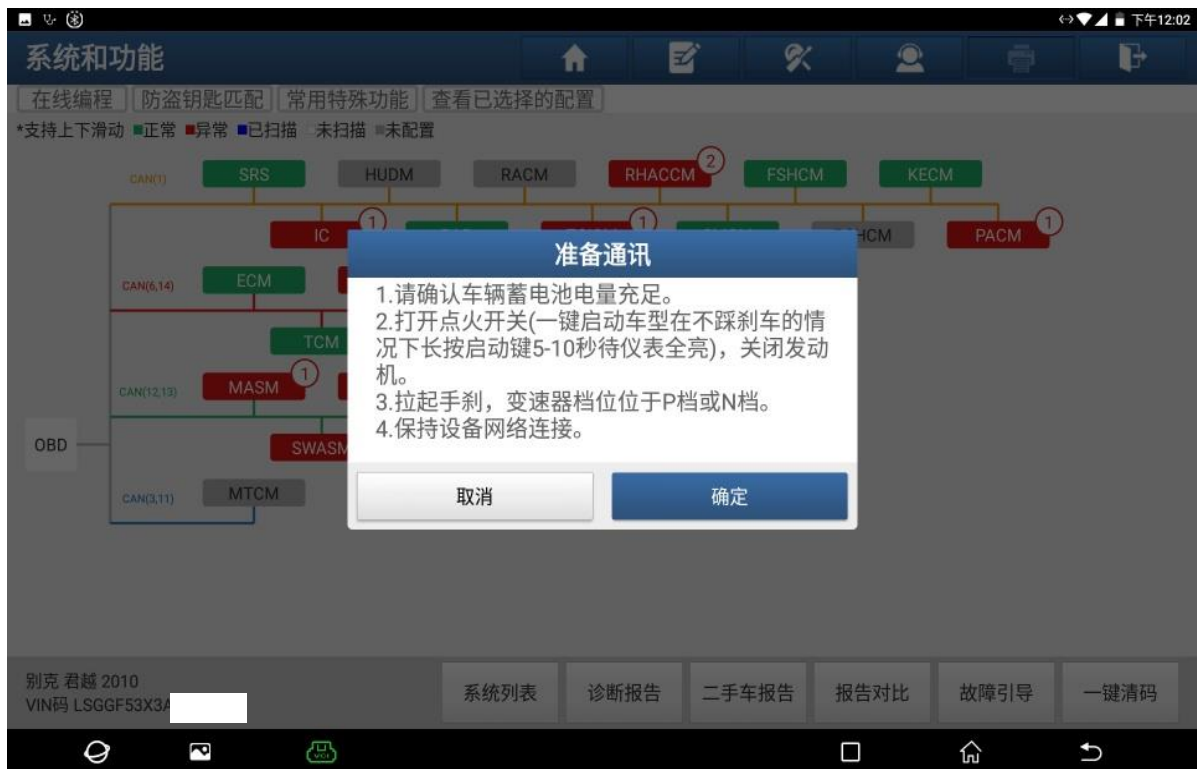 下午12:02
系统和功能
在线编程 防盗钥匙匹配 常用特殊功能 查看已选择的配置
*支持上下滑动 ■正常 ■异常 ■已扫描 未扫描 ■未配置
CAN(1) SRS HUDM RACM RHACCM 2 FSHCM KECM
IC 1 1 HCM PACM 1
准备通讯
CAN(6,14) ECM
1.请确认车辆蓄电池电量充足。
2.打开点火开关(一键启动车型在不踩刹车的情
况下长按启动键5-10秒待仪表全亮)，关闭发动
机。
3.拉起手刹，变速器档位位于P档或N档。
4.保持设备网络连接。
TCM
CAN(12,13) MASM 1
OBD
SWASM
CAN(3,11) MTCM
取消 确定
别克 君越 2010
VIN码 LSGGF53X3
系统列表 诊断报告 二手车报告 报告对比 故障引导 一键清码
VCI